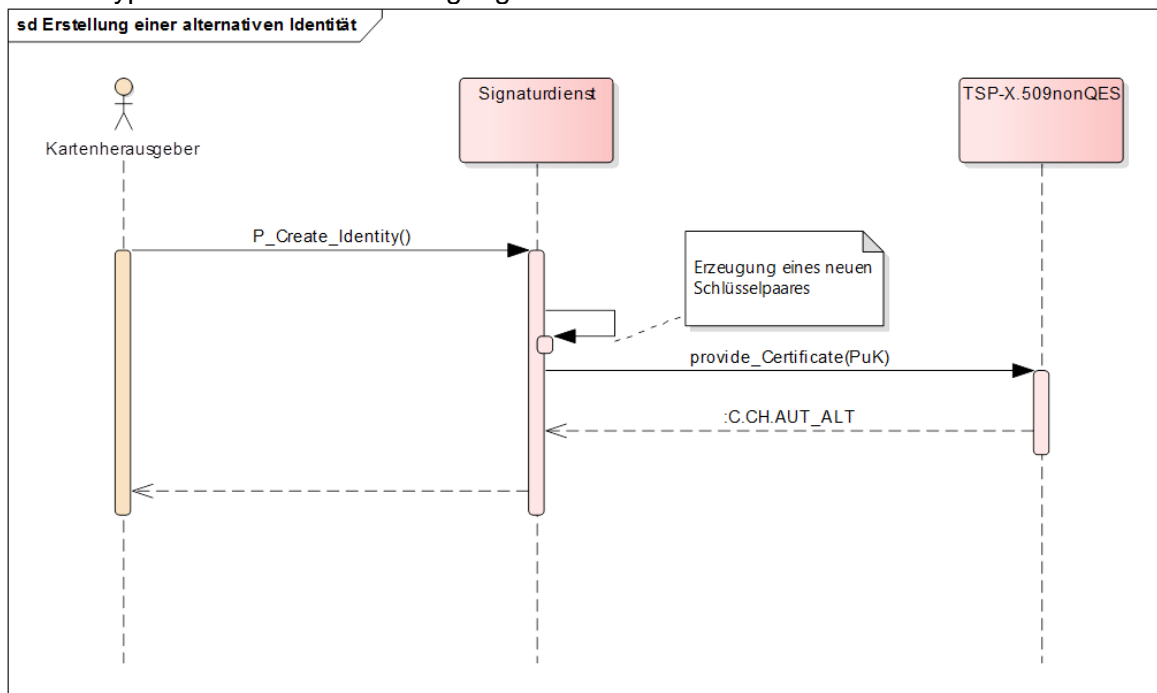 sd Erstellung einer alternativen Identität
Signaturdienst
TSP-X.509nonQES
Kartenherausgeber
P_Create_Identity()
Erzeugung eines neuen
Schlüsselpaares
provide_Certificate(PuK)
:C.CH.AUT_ALT